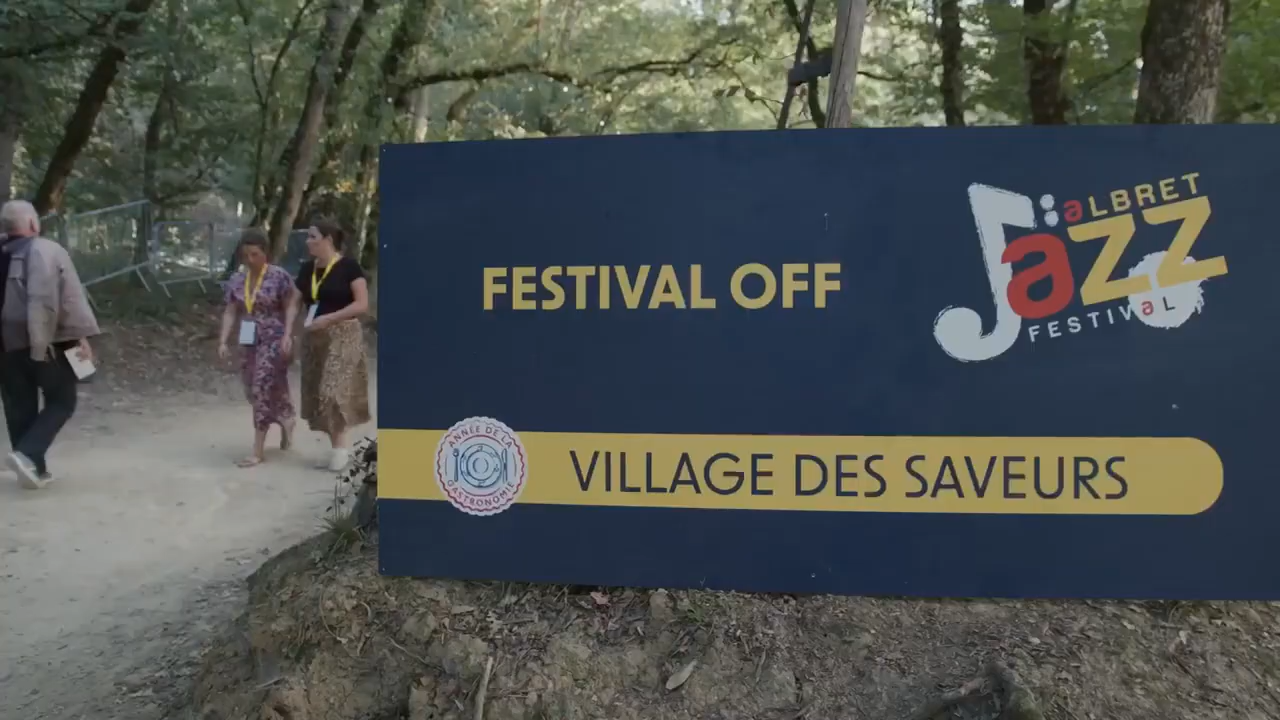 aLBRET
JaZZ
FESTIVaL
FESTIVAL OFF
ANNÉE DE LA
GASTRONOMIE
VILLAGE DES SAVEURS